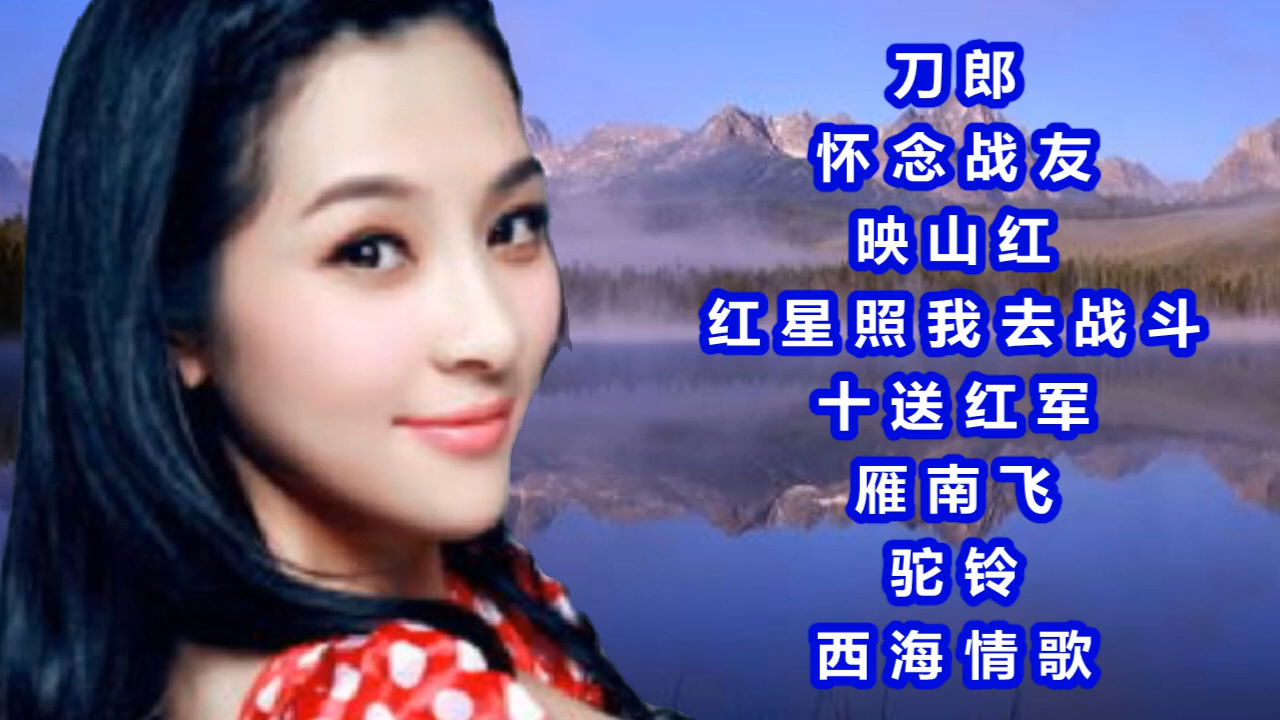 刀郎
怀念战友
映山红
红星照我去战斗
十送红军
雁南飞
驼铃
西海情歌